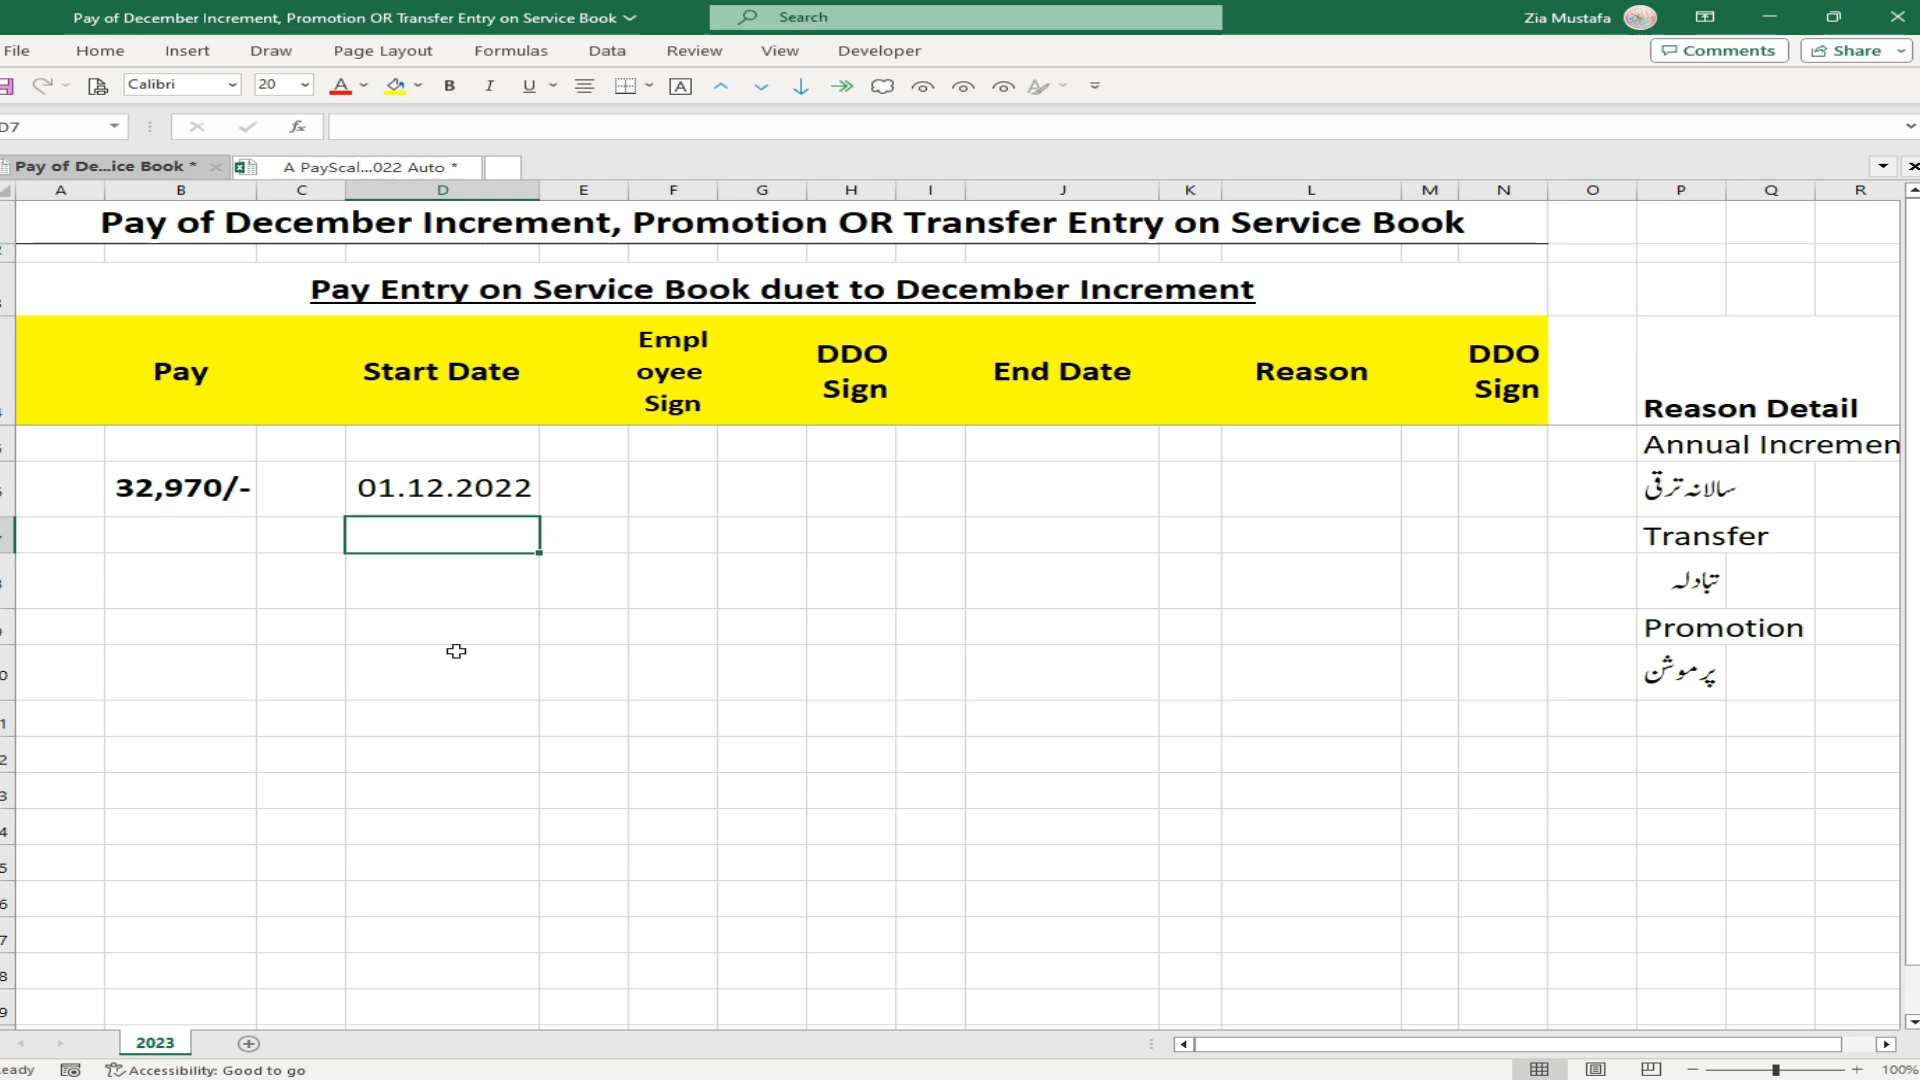 Pay of December Increment, Promotion OR Transfer Entry on Service Book
Search
Zia Mustafa
File Home Insert Draw Page Layout Formulas Data Review View Developer
Comments Share
Calibri 20 A B I U A
D7 fx
Pay of De...ice Book * A PayScal...022 Auto *
A B C D E F G H I J K L M N O P Q R
Pay of December Increment, Promotion OR Transfer Entry on Service Book
Pay Entry on Service Book duet to December Increment
Pay
Start Date
Empl
oyee
Sign
DDO
Sign
End Date
Reason
DDO
Sign
Reason Detail
Annual Incremen
32,970/- 01.12.2022
سالانہ ترقی
Transfer
تبادلہ
Promotion
پرموشن
2023
eady Accessibility: Good to go 100%